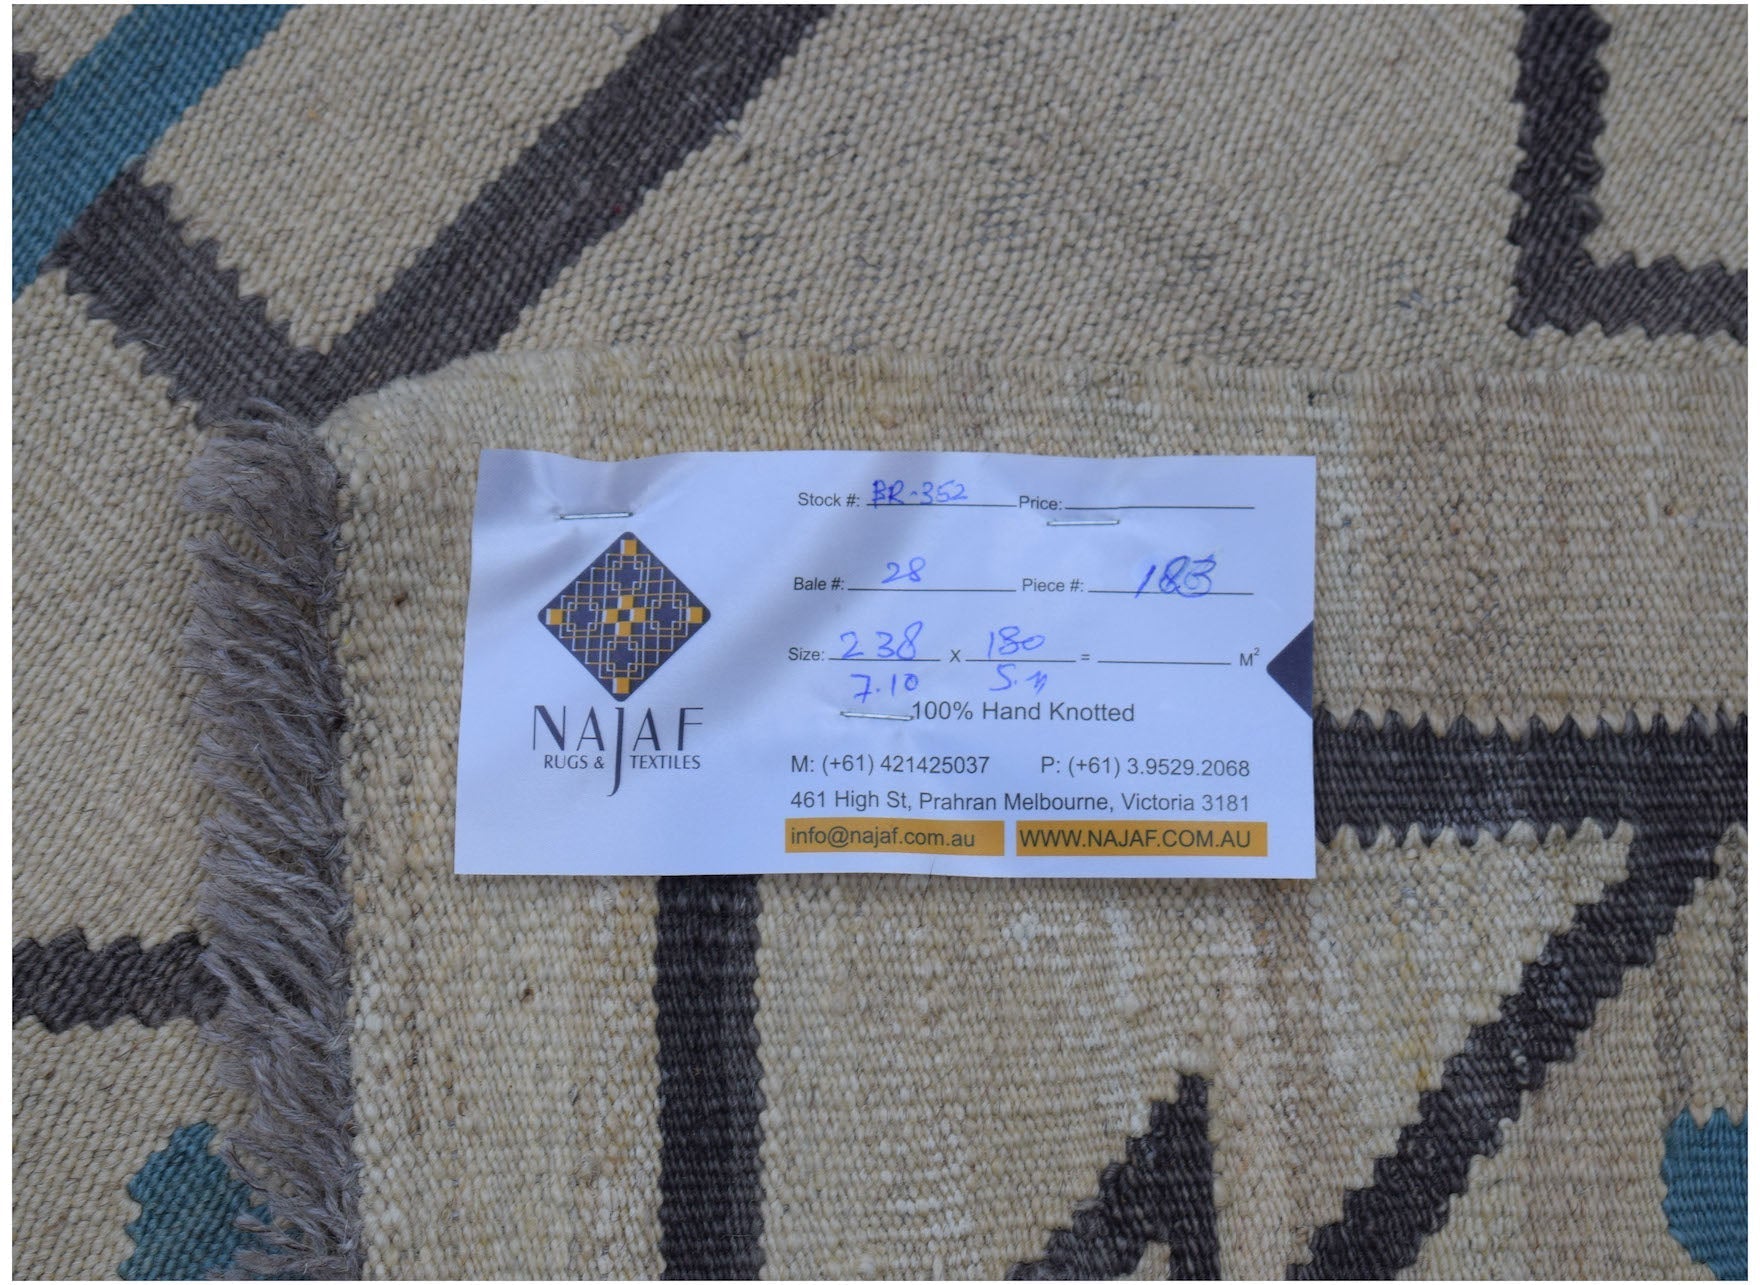 Stock #: BR-352 Price:
Bale #: 28 Piece #: 183
Size: 238 X 180 = M²
7.10 5.11
100% Hand Knotted
NAJAF
RUGS & TEXTILES
M: (+61) 421425037 P: (+61) 3.9529.2068
461 High St, Prahran Melbourne, Victoria 3181
info@najaf.com.au WWW.NAJAF.COM.AU